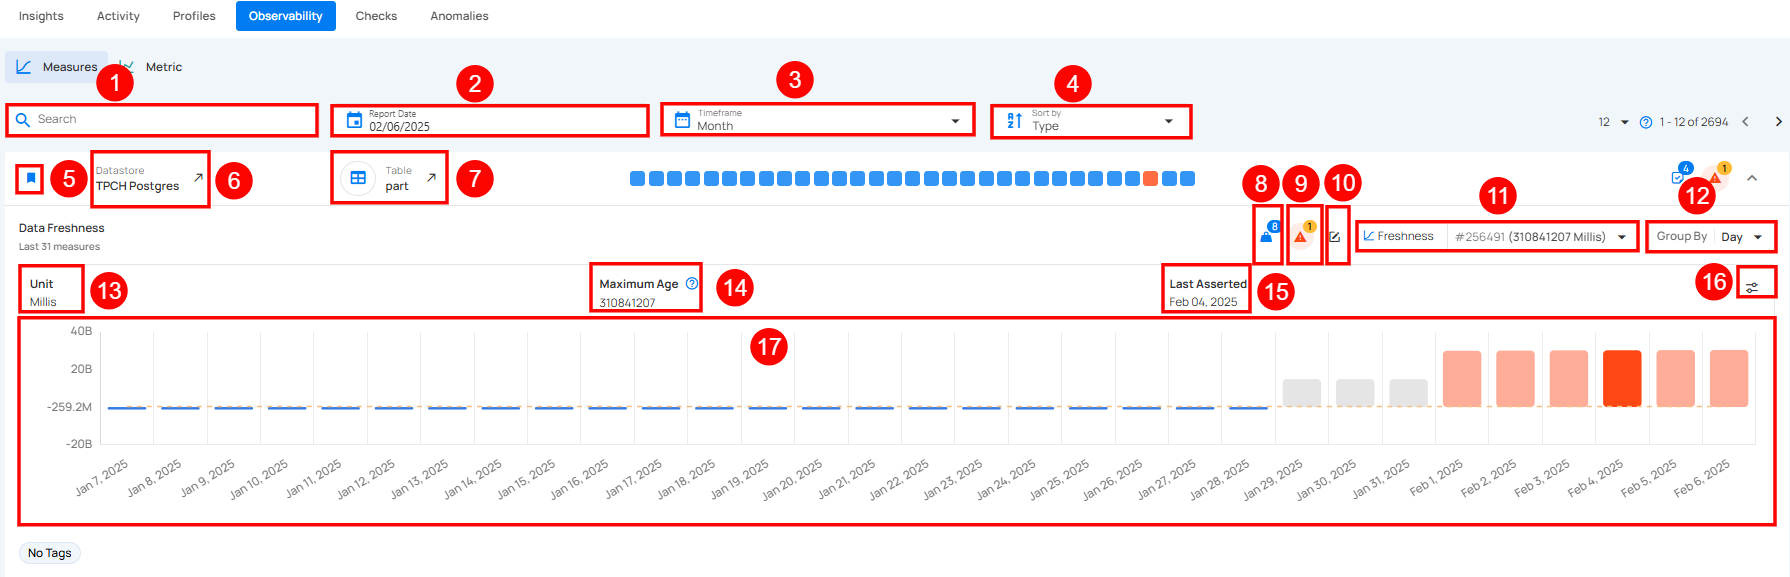 Insights Activity Profiles Observability Checks Anomalies
Measures Metric
1 2 3 4
Search
Report Date
02/06/2025
Timeframe
Month
Sort by
Type
12 1 - 12 of 2694
5
Datastore
TPCH Postgres
6
Table
part
7
4 1
8 9 10 11 12
Data Freshness
Last 31 measures
8 1
Freshness #256491 (310841207 Millis)
Group By Day
Unit
Millis
13
Maximum Age
310841207
14
Last Asserted
Feb 04, 2025
15
16
17
40B
20B
-259.2M
-20B
Jan 7, 2025 Jan 8, 2025 Jan 9, 2025 Jan 10, 2025 Jan 11, 2025 Jan 12, 2025 Jan 13, 2025 Jan 14, 2025 Jan 15, 2025 Jan 16, 2025 Jan 17, 2025 Jan 18, 2025 Jan 19, 2025 Jan 20, 2025 Jan 21, 2025 Jan 22, 2025 Jan 23, 2025 Jan 24, 2025 Jan 25, 2025 Jan 26, 2025 Jan 27, 2025 Jan 28, 2025 Jan 29, 2025 Jan 30, 2025 Jan 31, 2025 Feb 1, 2025 Feb 2, 2025 Feb 3, 2025 Feb 4, 2025 Feb 5, 2025 Feb 6, 2025
No Tags